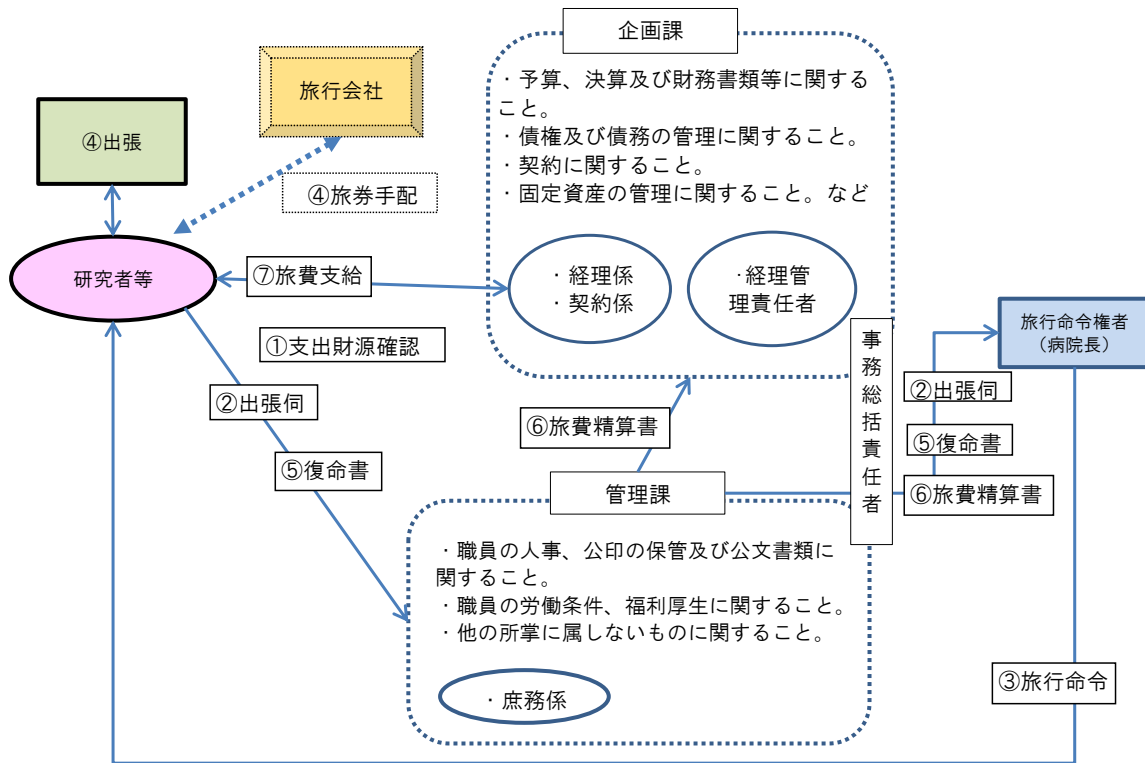 企画課
・予算、決算及び財務書類等に関する
こと。
・債権及び債務の管理に関すること。
・契約に関すること。
・固定資産の管理に関すること。など
旅行会社
④出張
④旅券手配
研究者等
⑦旅費支給
・経理係
・契約係
・経理管
理責任者
①支出財源確認
②出張伺
⑤復命書
⑥旅費精算書
事務総括責任者
旅行命令権者
（病院長）
②出張伺
⑤復命書
⑥旅費精算書
管理課
・職員の人事、公印の保管及び公文書類に
関すること。
・職員の労働条件、福利厚生に関すること。
・他の所掌に属しないものに関すること。
・庶務係
③旅行命令